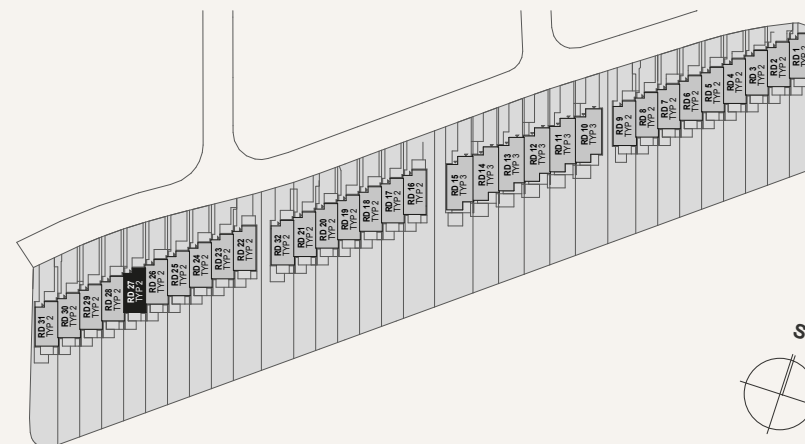 RD 31
TYP 2
RD 30
TYP 2
RD 29
TYP 2
RD 28
TYP 2
RD 27
TYP 2
RD 26
TYP 2
RD 25
TYP 2
RD 24
TYP 2
RD 23
TYP 2
RD 22
TYP 2
RD 32
TYP 2
RD 21
TYP 2
RD 20
TYP 2
RD 19
TYP 2
RD 18
TYP 2
RD 17
TYP 2
RD 16
TYP 2
RD 15
TYP 3
RD 14
TYP 3
RD 13
TYP 3
RD 12
TYP 3
RD 11
TYP 3
RD 10
TYP 3
RD 9
TYP 2
RD 8
TYP 2
RD 7
TYP 2
RD 6
TYP 2
RD 5
TYP 2
RD 4
TYP 2
RD 3
TYP 2
RD 2
TYP 2
RD 1
TYP 2
S